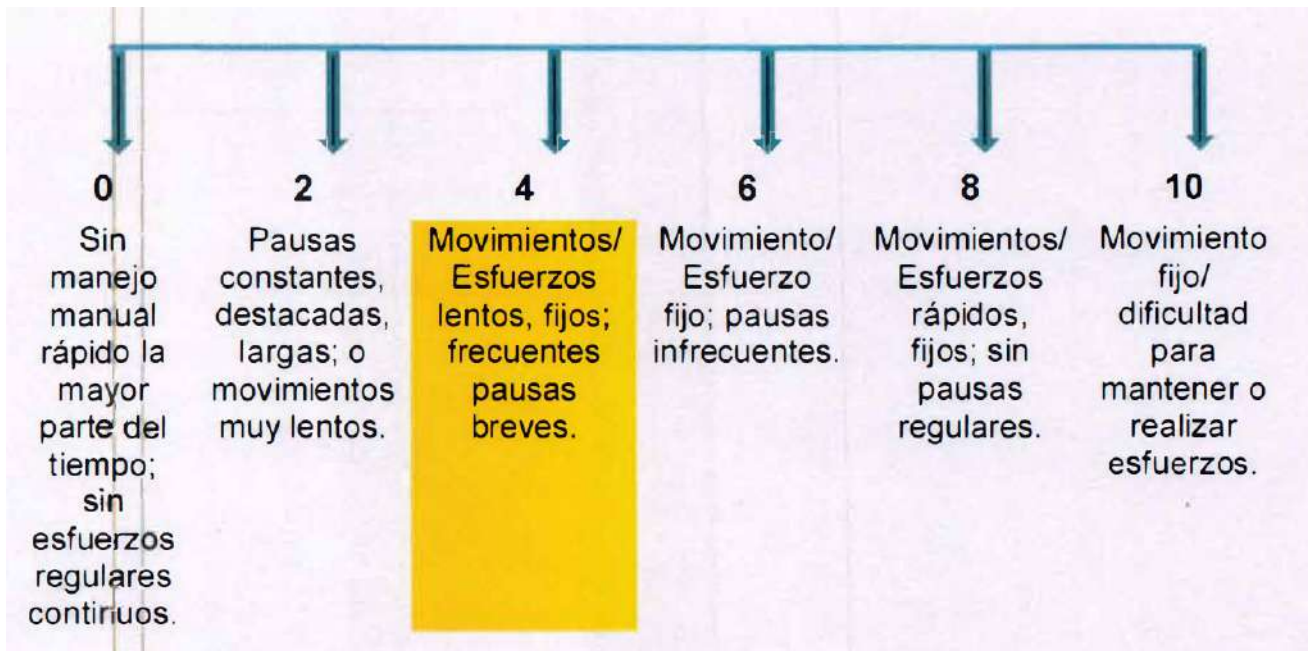 0
Sin
manejo
manual
rápido la
mayor
parte del
tiempo;
sin
esfuerzos
regulares
continuos.
2
Pausas
constantes,
destacadas,
largas; o
movimientos
muy lentos.
4
Movimientos/
Esfuerzos
lentos, fijos;
frecuentes
pausas
breves.
6
Movimiento/
Esfuerzo
fijo; pausas
infrecuentes.
8
Movimientos/
Esfuerzos
rápidos,
fijos; sin
pausas
regulares.
10
Movimiento
fijo/
dificultad
para
mantener o
realizar
esfuerzos.